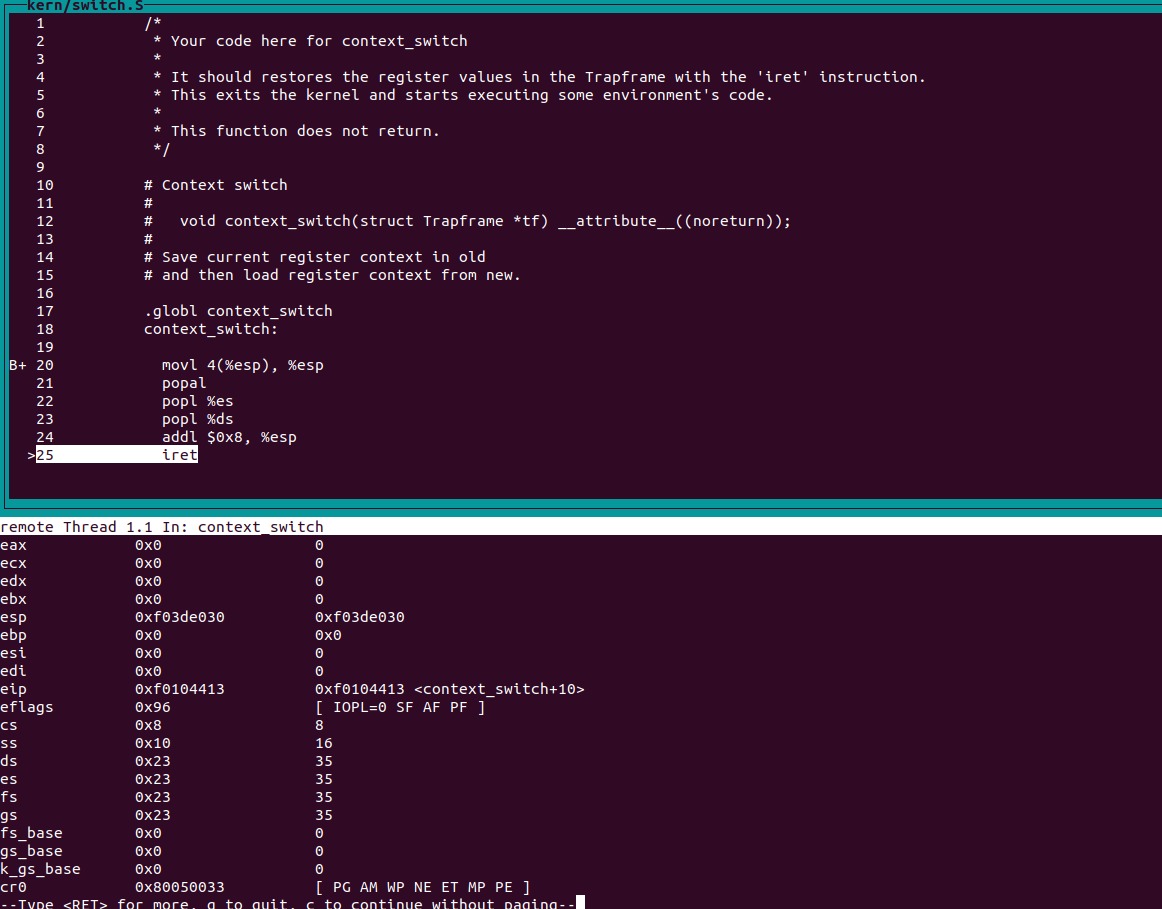 kern/switch.S
1 /*
2 * Your code here for context_switch
3 *
4 * It should restores the register values in the Trapframe with the 'iret' instruction.
5 * This exits the kernel and starts executing some environment's code.
6 *
7 * This function does not return.
8 */
9
10 # Context switch
11 #
12 #   void context_switch(struct Trapframe *tf) __attribute__((noreturn));
13 #
14 # Save current register context in old
15 # and then load register context from new.
16
17 .globl context_switch
18 context_switch:
19
B+ 20 movl 4(%esp), %esp
21 popal
22 popl %es
23 popl %ds
24 addl $0x8, %esp
>25 iret
remote Thread 1.1 In: context_switch
eax 0x0 0
ecx 0x0 0
edx 0x0 0
ebx 0x0 0
esp 0xf03de030 0xf03de030
ebp 0x0 0x0
esi 0x0 0
edi 0x0 0
eip 0xf0104413 0xf0104413 <context_switch+10>
eflags 0x96 [ IOPL=0 SF AF PF ]
cs 0x8 8
ss 0x10 16
ds 0x23 35
es 0x23 35
fs 0x23 35
gs 0x23 35
fs_base 0x0 0
gs_base 0x0 0
k_gs_base 0x0 0
cr0 0x80050033 [ PG AM WP NE ET MP PE ]
--Type <RET> for more, q to quit, c to continue without paging--